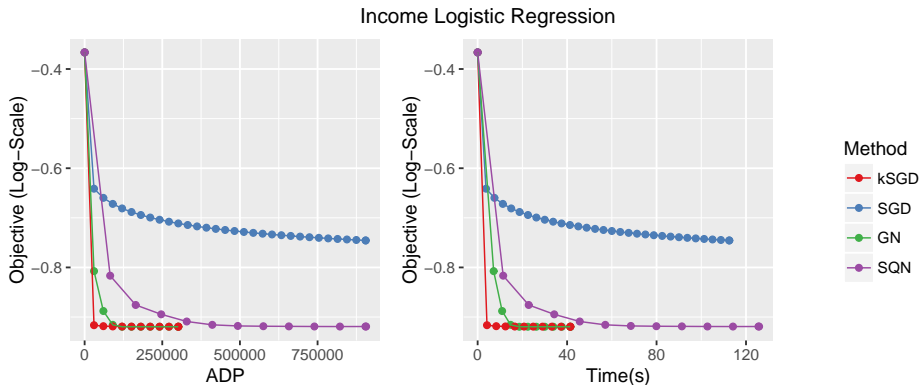 Income Logistic Regression
Objective (Log−Scale)
−0.4
−0.6
−0.8
0
250000
500000
750000
ADP
Objective (Log−Scale)
−0.4
−0.6
−0.8
0
40
80
120
Time(s)
Method
kSGD
SGD
GN
SQN